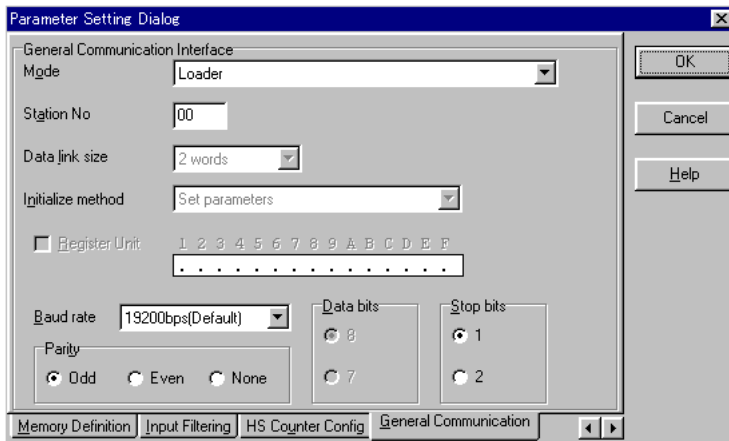 Parameter Setting Dialog
General Communication Interface
Mode
Loader
OK
Station No
00
Cancel
Data link size
2 words
Help
Initialize method
Set parameters
Register Unit
1 2 3 4 5 6 7 8 9 A B C D E F
. . . . . . . . . . . . . . .
Baud rate
19200bps(Default)
Data bits
8
7
Stop bits
1
2
Parity
Odd
Even
None
Memory Definition
Input Filtering
HS Counter Config
General Communication